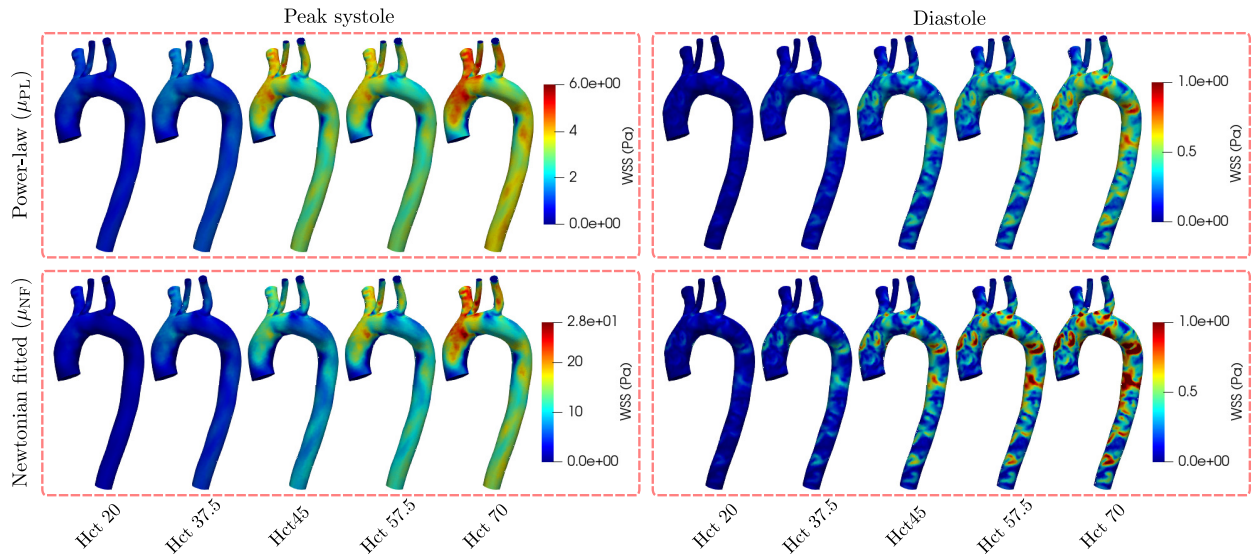 Peak systole
Diastole
Power-law (μPL)
6.0e+00
4
2
0.0e+00
WSS (Pa)
1.0e+00
0.5
0.0e+00
WSS (Pa)
Newtonian fitted (μNF)
2.8e+01
20
10
0.0e+00
WSS (Pa)
1.0e+00
0.5
0.0e+00
WSS (Pa)
Hct 20
Hct 37.5
Hct45
Hct 57.5
Hct 70
Hct 20
Hct 37.5
Hct45
Hct 57.5
Hct 70